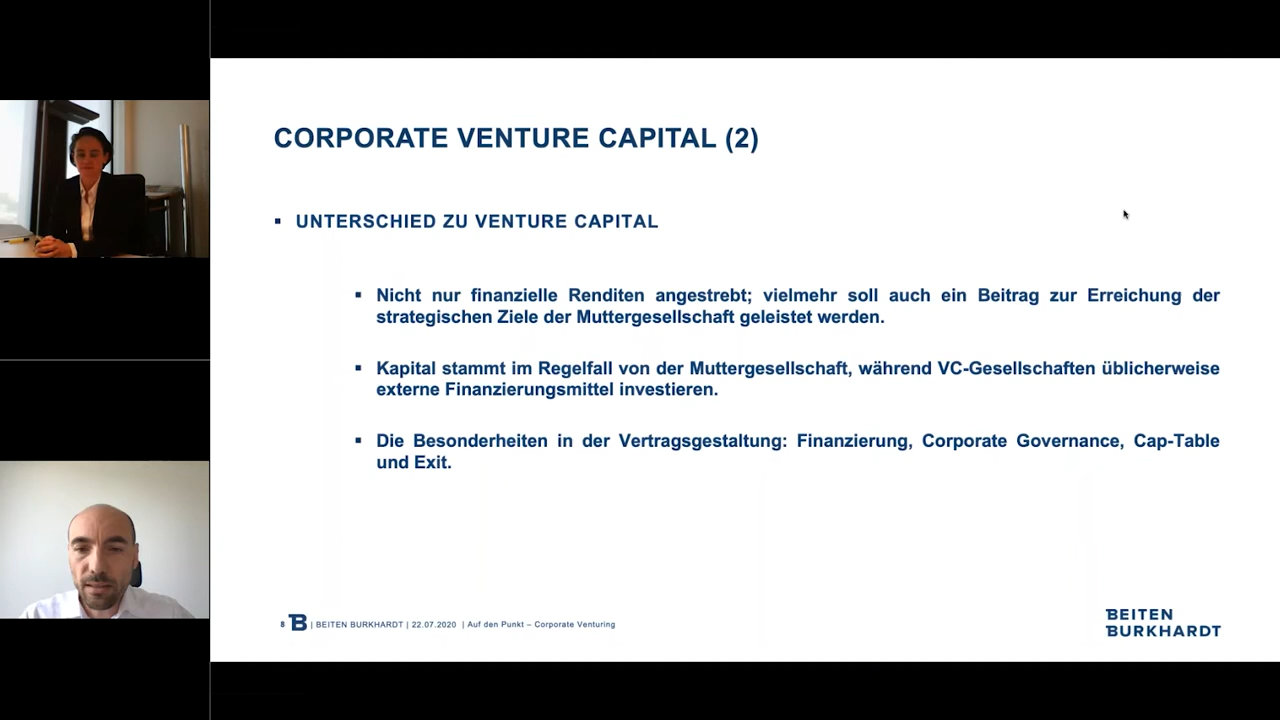 CORPORATE VENTURE CAPITAL (2)
▪ UNTERSCHIED ZU VENTURE CAPITAL
▪ Nicht nur finanzielle Renditen angestrebt; vielmehr soll auch ein Beitrag zur Erreichung der
strategischen Ziele der Muttergesellschaft geleistet werden.
▪ Kapital stammt im Regelfall von der Muttergesellschaft, während VC-Gesellschaften üblicherweise
externe Finanzierungsmittel investieren.
▪ Die Besonderheiten in der Vertragsgestaltung: Finanzierung, Corporate Governance, Cap-Table
und Exit.
8 B | BEITEN BURKHARDT | 22.07.2020 | Auf den Punkt – Corporate Venturing
BEITEN
BURKHARDT